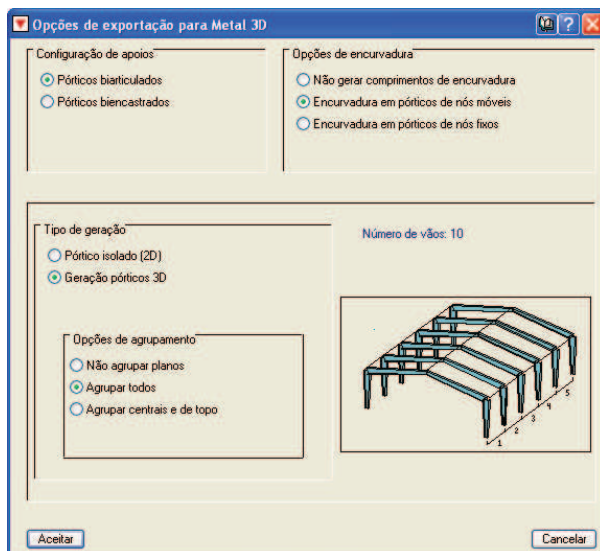 Opções de exportação para Metal 3D
Configuração de apoios
Pórticos biarticulados
Pórticos biencastrados
Opções de encurvadura
Não gerar comprimentos de encurvadura
Encurvadura em pórticos de nós móveis
Encurvadura em pórticos de nós fixos
Tipo de geração
Pórtico isolado (2D)
Geração pórticos 3D
Número de vãos: 10
Opções de agrupamento
Não agrupar planos
Agrupar todos
Agrupar centrais e de topo
1
2
3
4
5
Aceitar
Cancelar